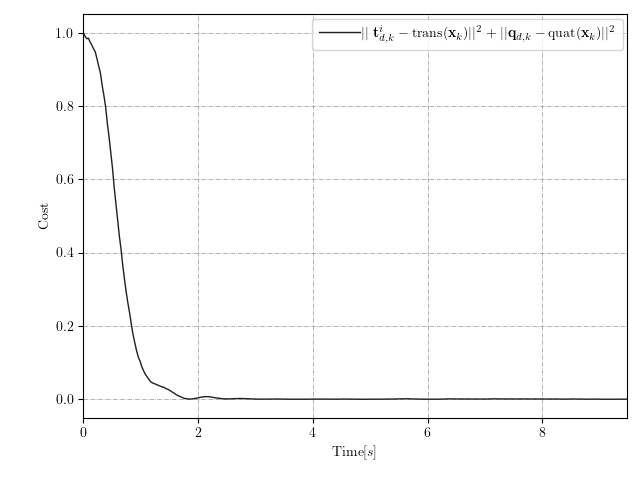 || t^i_{d,k} − trans(x_k)||² + ||q_{d,k} − quat(x_k)||²
1.0
0.8
0.6
0.4
0.2
0.0
Cost
0 2 4 6 8
Time[s]